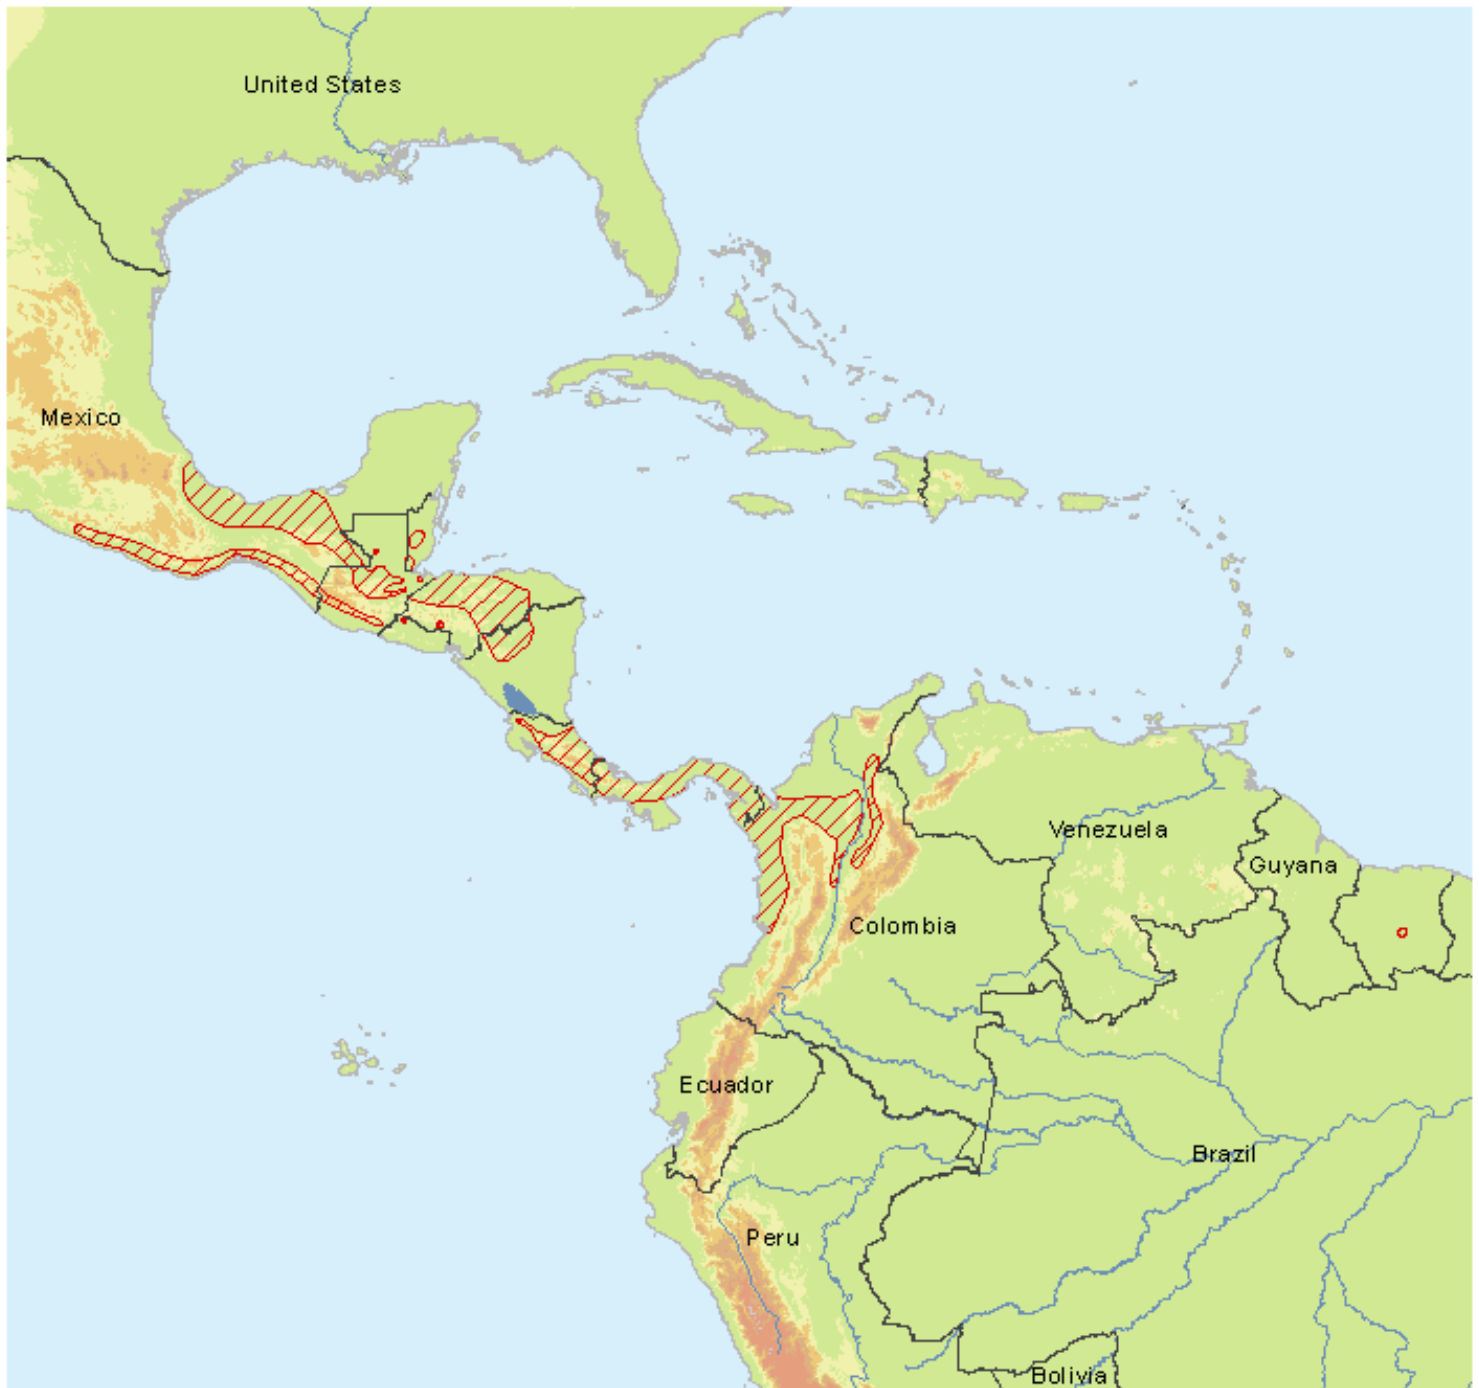 United States
Mexico
Venezuela
Guyana
Colombia
Ecuador
Brazil
Peru
Bolivia